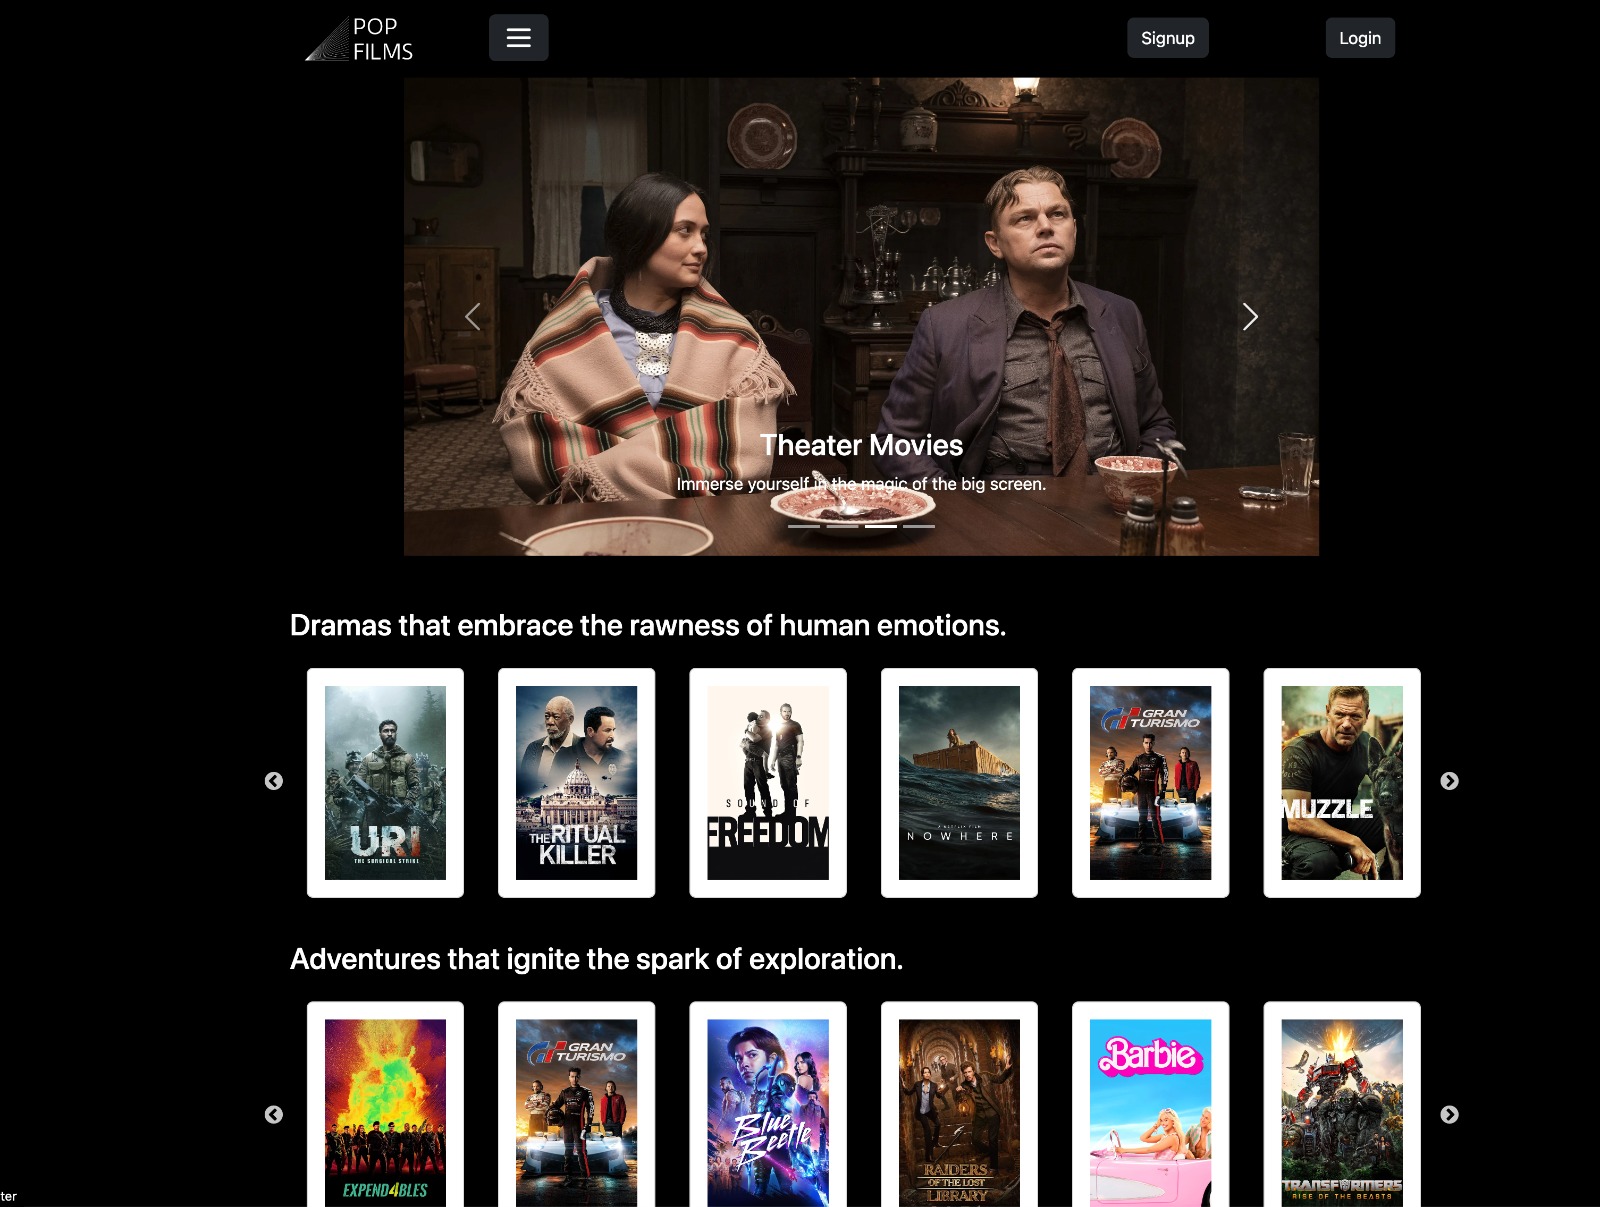 POP
FILMS
Signup
Login
Theater Movies
Immerse yourself in the magic of the big screen.
Dramas that embrace the rawness of human emotions.
URI
THE SURGICAL STRIKE
THE RITUAL
KILLER
SOUND OF
FREEDOM
A NETFLIX FILM
NOWHERE
GRAN
TURISMO
MUZZLE
Adventures that ignite the spark of exploration.
EXPEND4BLES
GRAN
TURISMO
Blue
Beetle
RAIDERS
OF THE LOST
LIBRARY
Barbie
TRANSFORMERS
RISE OF THE BEASTS
ter